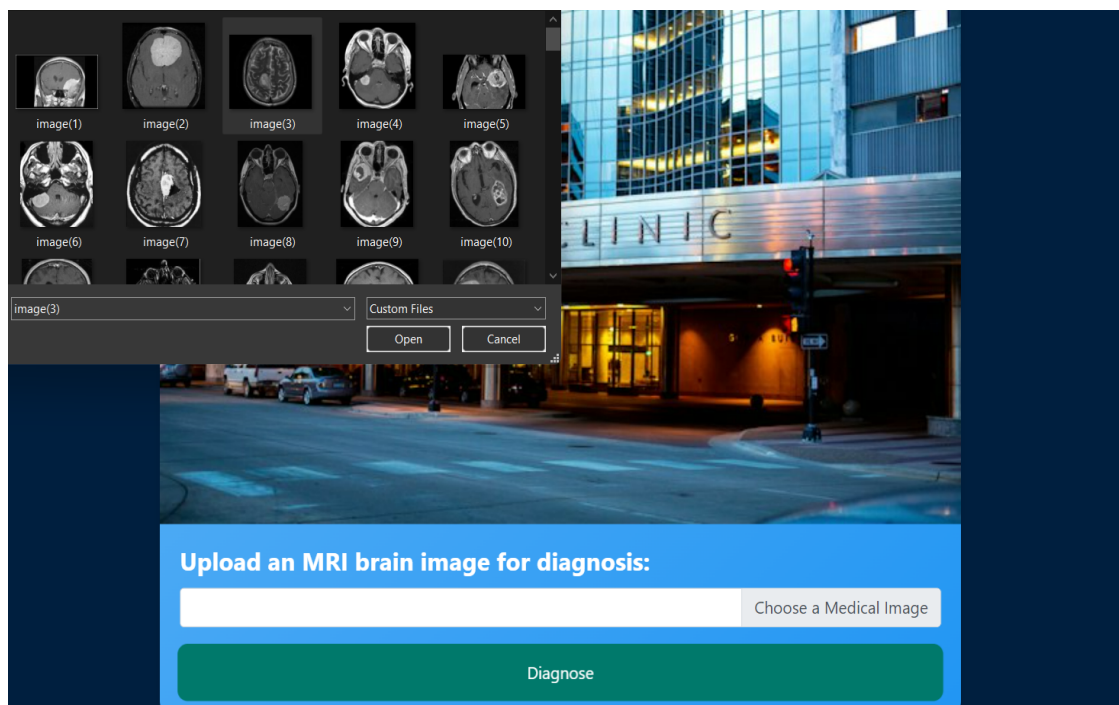 image(1) image(2) image(3) image(4) image(5)
image(6) image(7) image(8) image(9) image(10)
image(3) Custom Files
Open Cancel
CLINIC
Upload an MRI brain image for diagnosis:
Choose a Medical Image
Diagnose